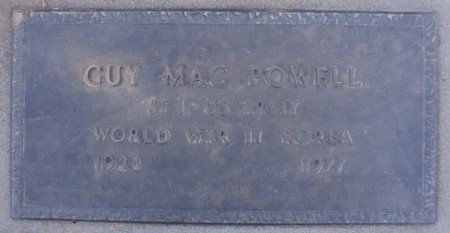 GUY MAC POWELL
US ARMY
WORLD WAR II KOREA
1924 1977